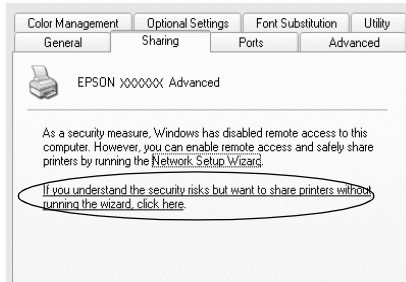 Color Management Optional Settings Font Substitution Utility
General Sharing Ports Advanced
EPSON XXXXXX Advanced
As a security measure, Windows has disabled remote access to this
computer. However, you can enable remote access and safely share
printers by running the Network Setup Wizard.
If you understand the security risks but want to share printers without
running the wizard, click here.